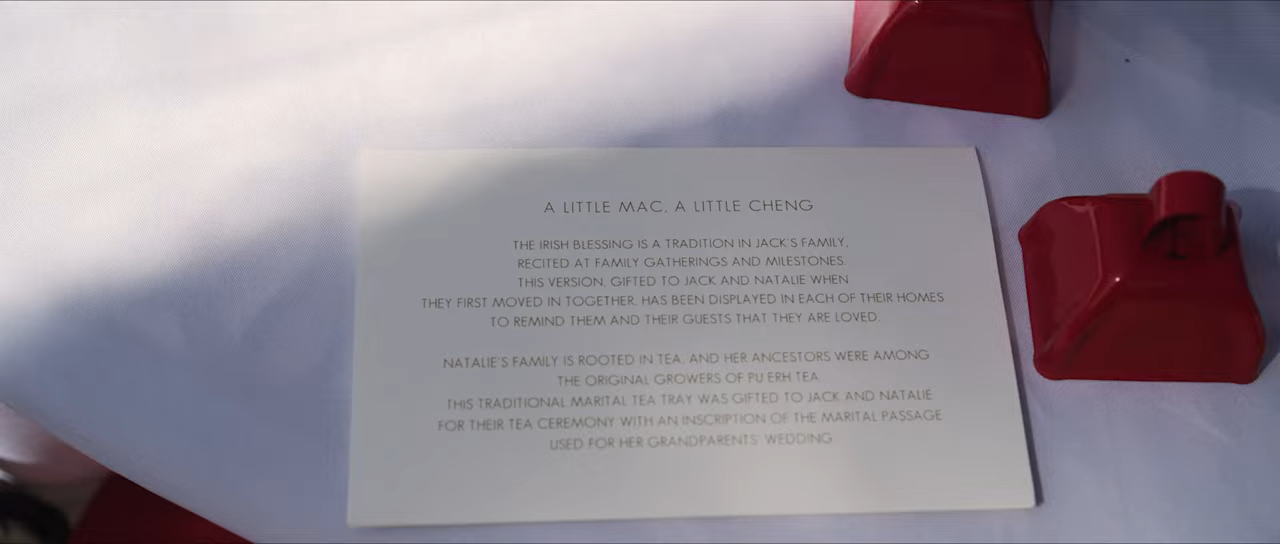 A LITTLE MAC, A LITTLE CHENG
THE IRISH BLESSING IS A TRADITION IN JACK'S FAMILY,
RECITED AT FAMILY GATHERINGS AND MILESTONES.
THIS VERSION, GIFTED TO JACK AND NATALIE WHEN
THEY FIRST MOVED IN TOGETHER, HAS BEEN DISPLAYED IN EACH OF THEIR HOMES
TO REMIND THEM AND THEIR GUESTS THAT THEY ARE LOVED.
NATALIE'S FAMILY IS ROOTED IN TEA, AND HER ANCESTORS WERE AMONG
THE ORIGINAL GROWERS OF PU ERH TEA.
THIS TRADITIONAL MARITAL TEA TRAY WAS GIFTED TO JACK AND NATALIE
FOR THEIR TEA CEREMONY WITH AN INSCRIPTION OF THE MARITAL PASSAGE
USED FOR HER GRANDPARENTS' WEDDING.